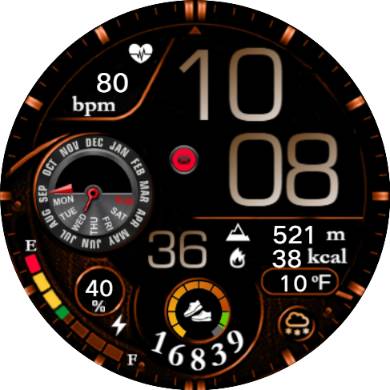 10
80
bpm
08
OCT NOV DEC JAN FEB MAR APR MAY JUN JUL AUG SEP
MON TUE WED THU FRI SAT SUN
36
521 m
38 kcal
10 °F
E
40
%
F
16839